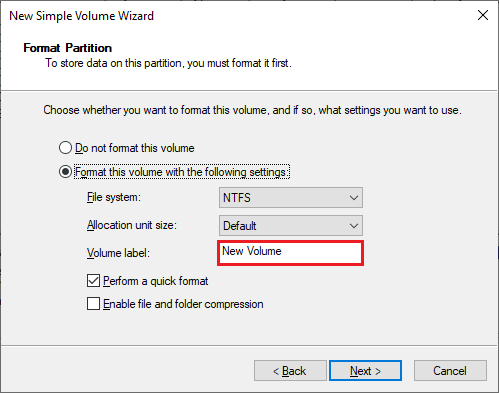 New Simple Volume Wizard
Format Partition
To store data on this partition, you must format it first.
Choose whether you want to format this volume, and if so, what settings you want to use.
Do not format this volume
Format this volume with the following settings:
File system: NTFS
Allocation unit size: Default
Volume label: New Volume
Perform a quick format
Enable file and folder compression
< Back Next > Cancel